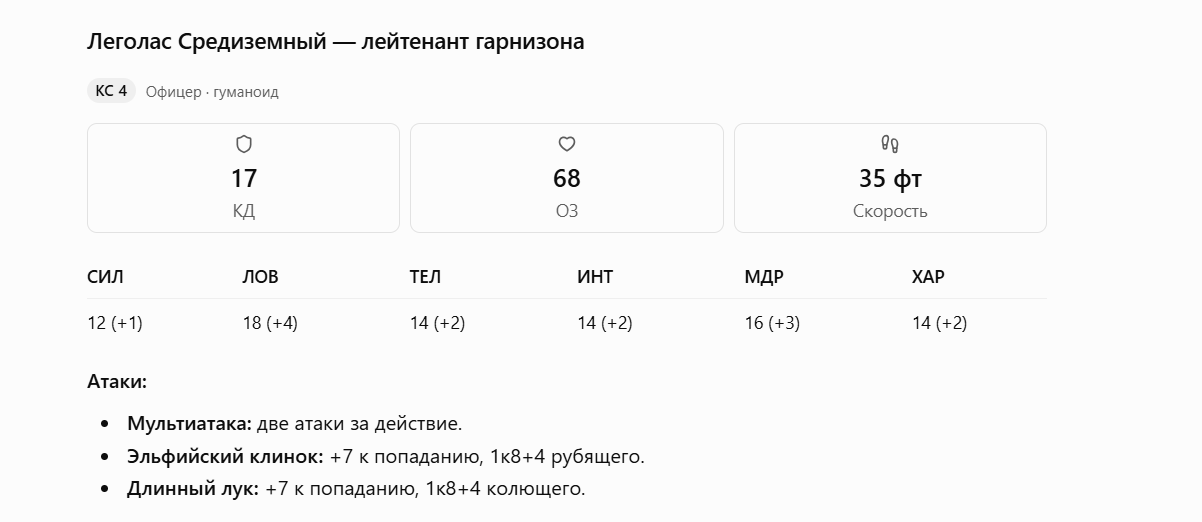 Леголас Средиземный — лейтенант гарнизона
КС 4 Офицер · гуманоид
17 68 35 фт
КД ОЗ Скорость
СИЛ ЛОВ ТЕЛ ИНТ МДР ХАР
12 (+1) 18 (+4) 14 (+2) 14 (+2) 16 (+3) 14 (+2)
Атаки:
• Мультиатака: две атаки за действие.
• Эльфийский клинок: +7 к попаданию, 1к8+4 рубящего.
• Длинный лук: +7 к попаданию, 1к8+4 колющего.